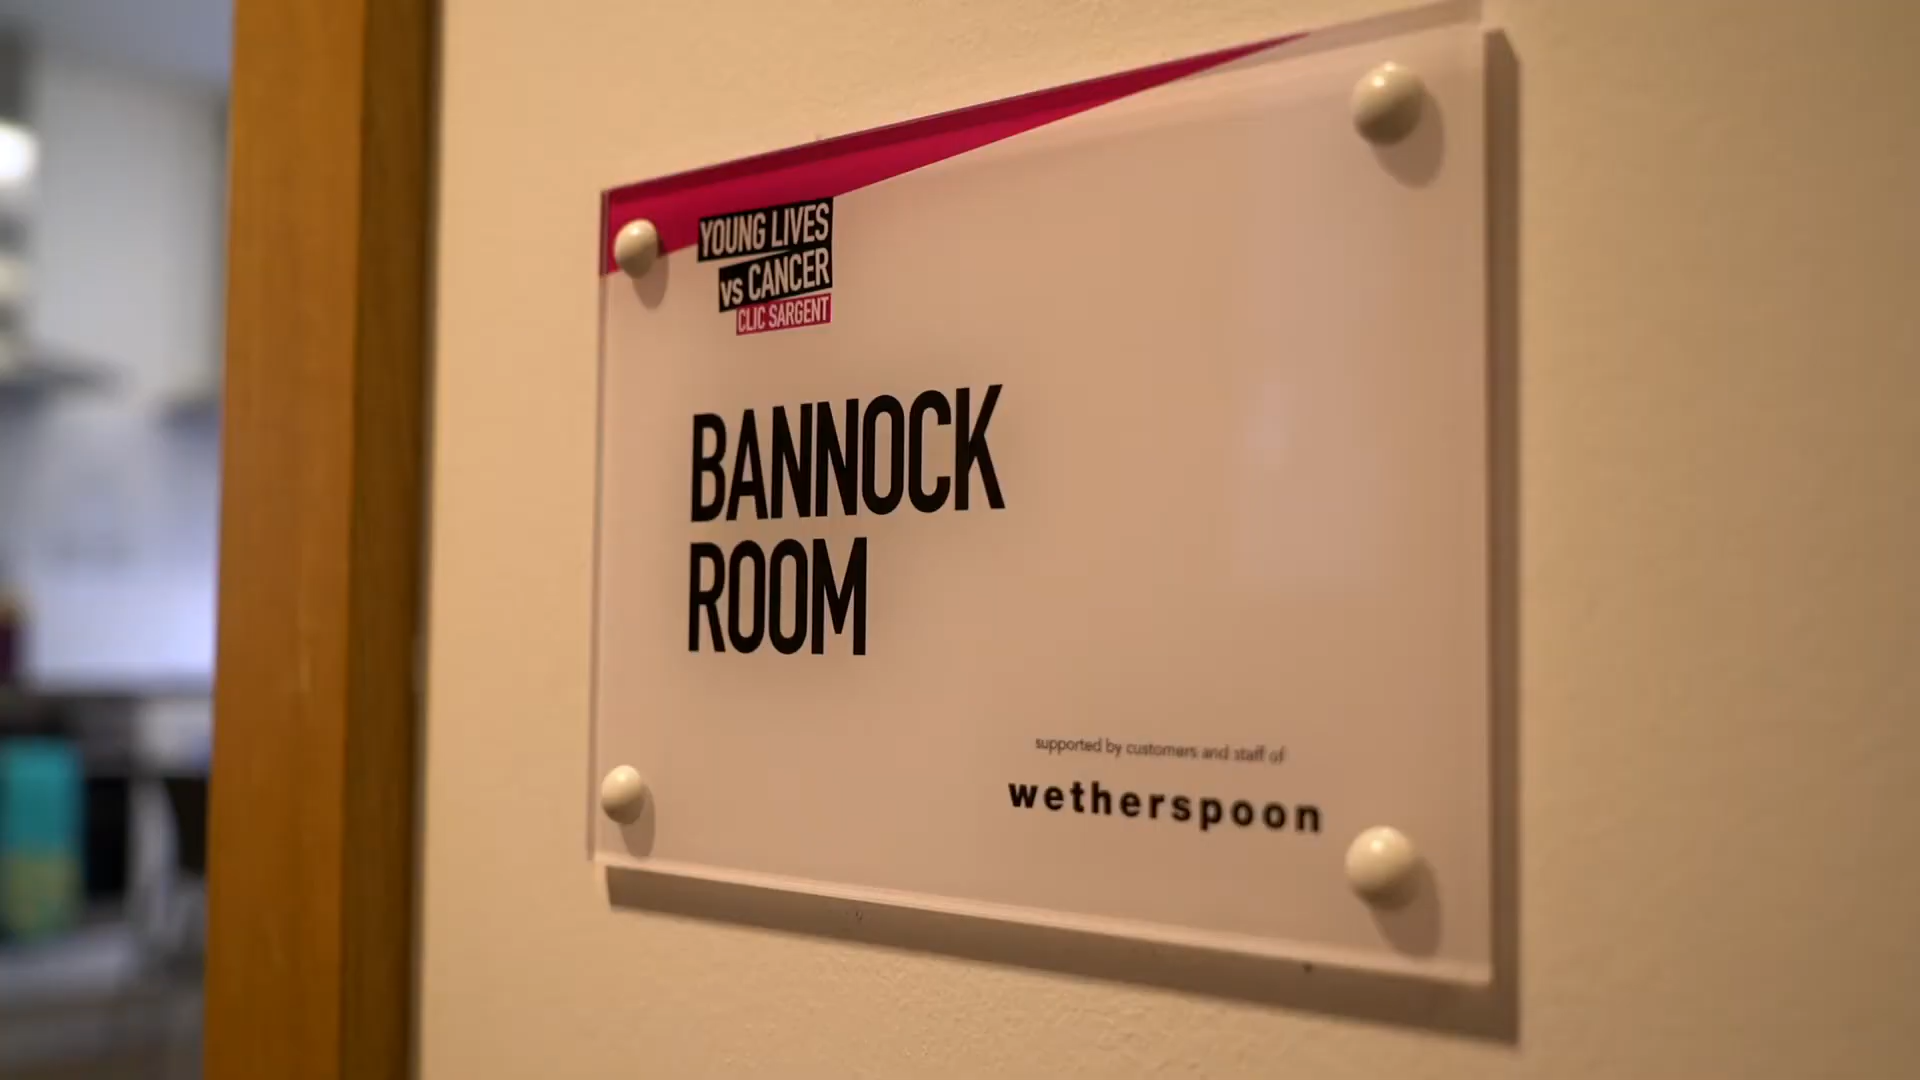 YOUNG LIVES
vs CANCER
CLIC SARGENT
BANNOCK
ROOM
supported by customers and staff of
wetherspoon